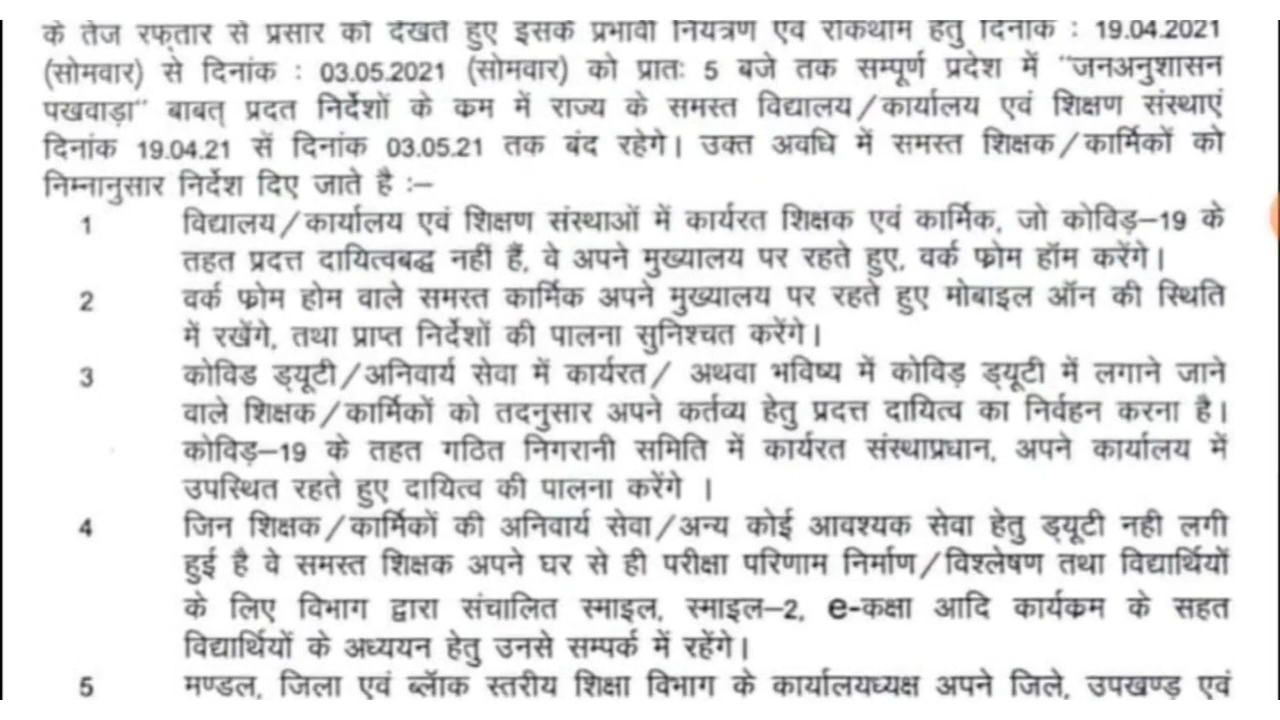 के तेज रफ्तार से प्रसार को देखते हुए इसके प्रभावी नियंत्रण एवं रोकथाम हेतु दिनांक : 19.04.2021
(सोमवार) से दिनांक : 03.05.2021 (सोमवार) को प्रातः 5 बजे तक सम्पूर्ण प्रदेश में "जनअनुशासन
पखवाड़ा" बाबत् प्रदत निर्देशों के कम में राज्य के समस्त विद्यालय/कार्यालय एवं शिक्षण संस्थाएं
दिनांक 19.04.21 सें दिनांक 03.05.21 तक बंद रहेगे। उक्त अवधि में समस्त शिक्षक/कार्मिकों को
निम्नानुसार निर्देश दिए जाते है :–
1 विद्यालय/कार्यालय एवं शिक्षण संस्थाओं में कार्यरत शिक्षक एवं कार्मिक, जो कोविड़–19 के
तहत प्रदत्त दायित्वबद्ध नहीं हैं, वे अपने मुख्यालय पर रहते हुए, वर्क फ्रोम हॉम करेंगे।
2 वर्क फ्रोम होम वाले समस्त कार्मिक अपने मुख्यालय पर रहते हुए मोबाइल ऑन की स्थिति
में रखेंगे, तथा प्राप्त निर्देशों की पालना सुनिश्चत करेंगे।
3 कोविड ड्यूटी/अनिवार्य सेवा में कार्यरत/ अथवा भविष्य में कोविड़ ड्यूटी में लगाने जाने
वाले शिक्षक/कार्मिकों को तदनुसार अपने कर्तव्य हेतु प्रदत्त दायित्व का निर्वहन करना है।
कोविड़–19 के तहत गठित निगरानी समिति में कार्यरत संस्थाप्रधान, अपने कार्यालय में
उपस्थित रहते हुए दायित्व की पालना करेंगे ।
4 जिन शिक्षक/कार्मिकों की अनिवार्य सेवा/अन्य कोई आवश्यक सेवा हेतु ड्यूटी नही लगी
हुई है वे समस्त शिक्षक अपने घर से ही परीक्षा परिणाम निर्माण/विश्लेषण तथा विद्यार्थियों
के लिए विभाग द्वारा संचालित स्माइल, स्माइल–2, e-कक्षा आदि कार्यकम के सहत
विद्यार्थियों के अध्ययन हेतु उनसे सम्पर्क में रहेंगे।
5 मण्डल, जिला एवं ब्लॅाक स्तरीय शिक्षा विभाग के कार्यालयध्यक्ष अपने जिले, उपखण्ड़ एवं